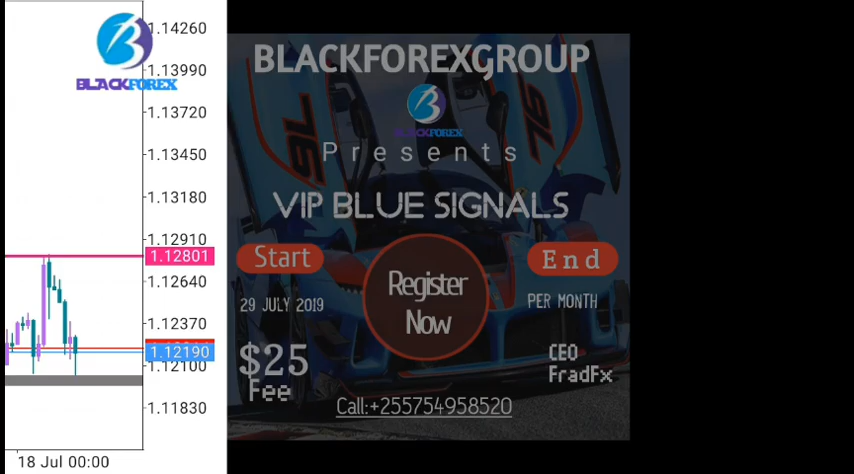 1.14260
1.13990
BLACKFOREX
1.13720
1.13450
1.13180
1.12910
1.12801
1.12640
1.12370
1.12190
1.12100
1.11830
18 Jul 00:00
BLACKFOREXGROUP
BLACKFOREX
Presents
VIP BLUE SIGNALS
Start
End
Register
Now
29 JULY 2019
PER MONTH
$25
Fee
CEO
FradFx
Call:+255754958520